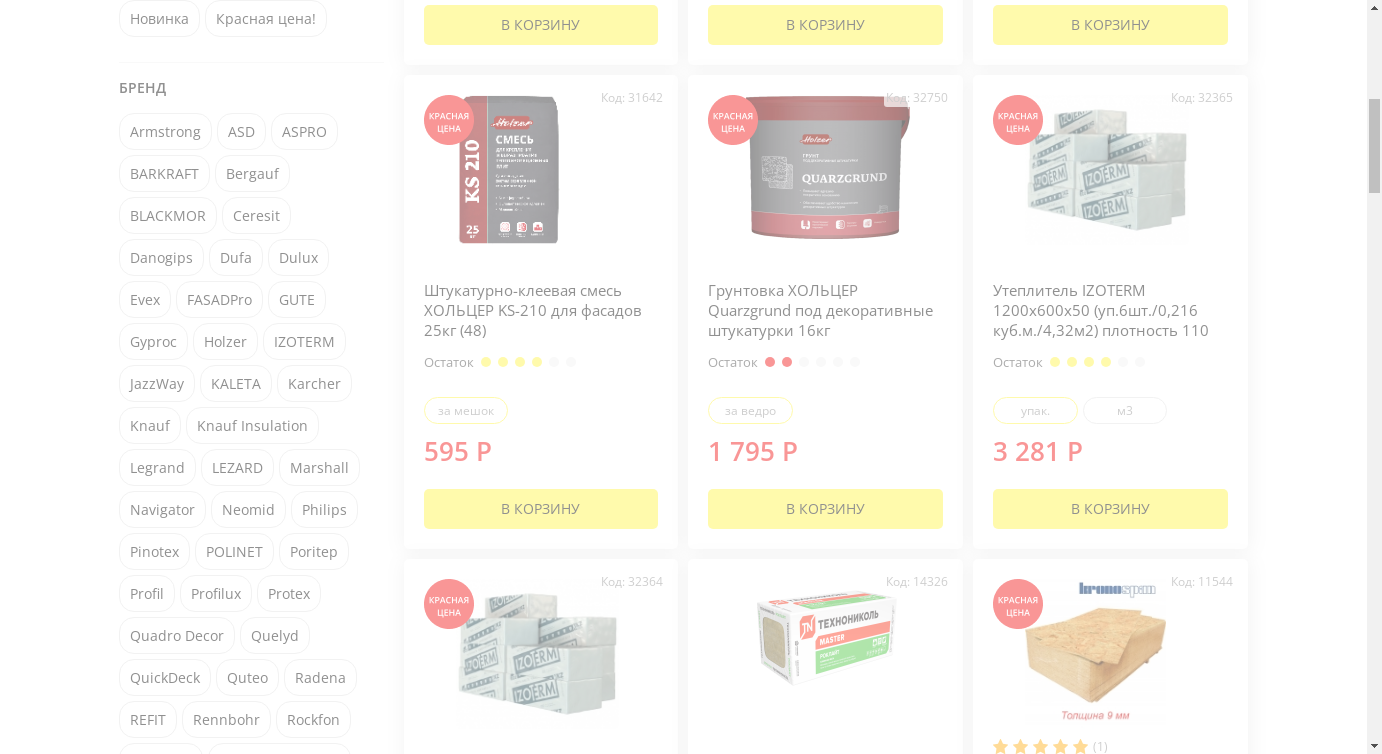 Новинка
Красная цена!
БРЕНД
Armstrong
ASD
ASPRO
BARKRAFT
Bergauf
BLACKMOR
Ceresit
Danogips
Dufa
Dulux
Evex
FASADPro
GUTE
Gyproc
Holzer
IZOTERM
JazzWay
KALETA
Karcher
Knauf
Knauf Insulation
Legrand
LEZARD
Marshall
Navigator
Neomid
Philips
Pinotex
POLINET
Poritep
Profil
Profilux
Protex
Quadro Decor
Quelyd
QuickDeck
Quteo
Radena
REFIT
Rennbohr
Rockfon
В КОРЗИНУ
В КОРЗИНУ
В КОРЗИНУ
Код: 31642
КРАСНАЯ
ЦЕНА
Holzer
СМЕСЬ
KS 210
25
кг
Штукатурно-клеевая смесь
ХОЛЬЦЕР KS-210 для фасадов
25кг (48)
Остаток
за мешок
595 Р
В КОРЗИНУ
Код: 32750
КРАСНАЯ
ЦЕНА
Holzer
ГРУНТ
QUARZGRUND
Грунтовка ХОЛЬЦЕР
Quarzgrund под декоративные
штукатурки 16кг
Остаток
за ведро
1 795 Р
В КОРЗИНУ
Код: 32365
КРАСНАЯ
ЦЕНА
IZOTERM
Утеплитель IZOTERM
1200х600х50 (уп.6шт./0,216
куб.м./4,32м2) плотность 110
Остаток
упак.
м3
3 281 Р
В КОРЗИНУ
Код: 32364
КРАСНАЯ
ЦЕНА
IZOTERM
Код: 14326
ТЕХНОНИКОЛЬ
MASTER
РОКЛАЙТ
Код: 11544
КРАСНАЯ
ЦЕНА
kronospan
Толщина 9 мм
(1)